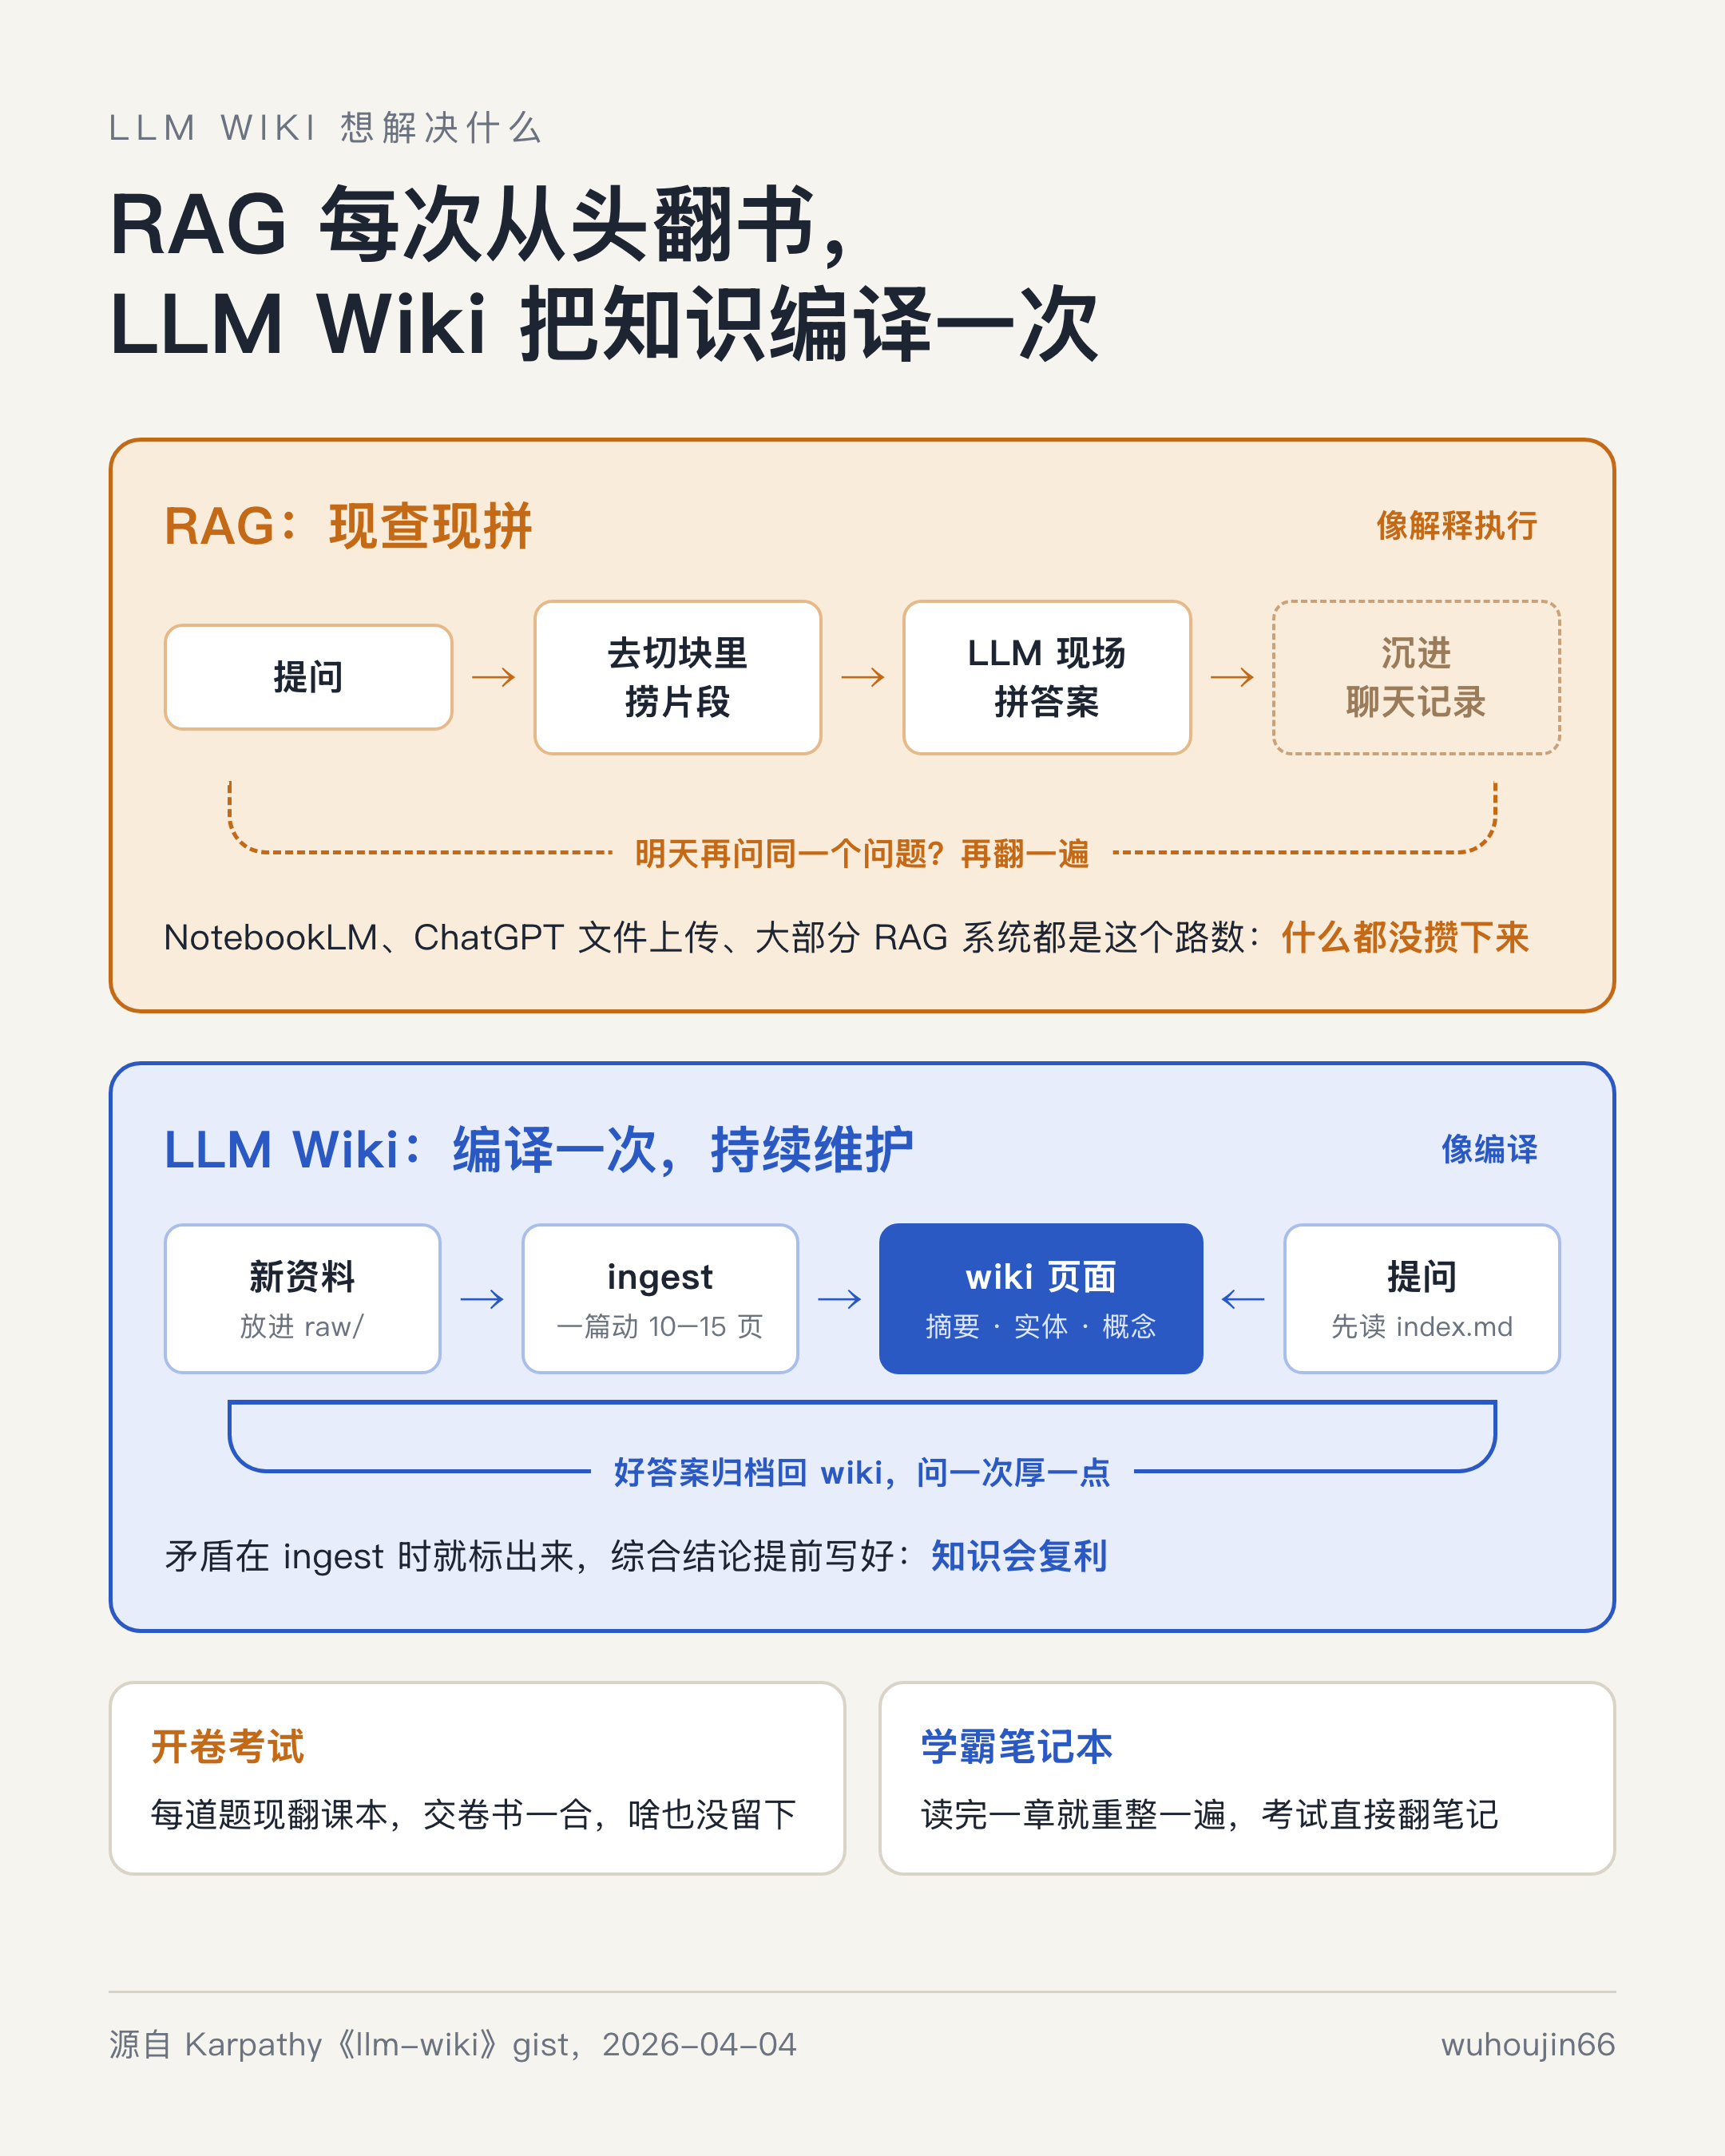 LLM WIKI 想解决什么
RAG 每次从头翻书，
LLM Wiki 把知识编译一次
RAG：现查现拼
像解释执行
提问
→
去切块里
捞片段
→
LLM 现场
拼答案
→
沉进
聊天记录
明天再问同一个问题？再翻一遍
NotebookLM、ChatGPT 文件上传、大部分 RAG 系统都是这个路数：什么都没攒下来
LLM Wiki：编译一次，持续维护
像编译
新资料
放进 raw/
→
ingest
一篇动 10–15 页
→
wiki 页面
摘要 · 实体 · 概念
←
提问
先读 index.md
好答案归档回 wiki，问一次厚一点
矛盾在 ingest 时就标出来，综合结论提前写好：知识会复利
开卷考试
每道题现翻课本，交卷书一合，啥也没留下
学霸笔记本
读完一章就重整一遍，考试直接翻笔记
源自 Karpathy《llm-wiki》gist，2026-04-04
wuhoujin66